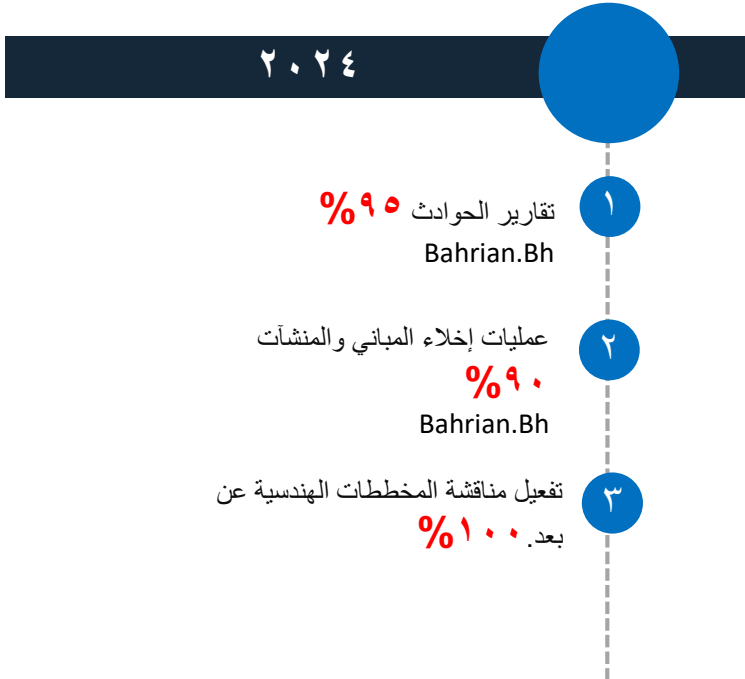 ٢٠٢٤
١
تقارير الحوادث ٩٥%
Bahrian.Bh
٢
عمليات إخلاء المباني والمنشآت
٩٠%
Bahrian.Bh
٣
تفعيل مناقشة المخططات الهندسية عن
بعد. ١٠٠%